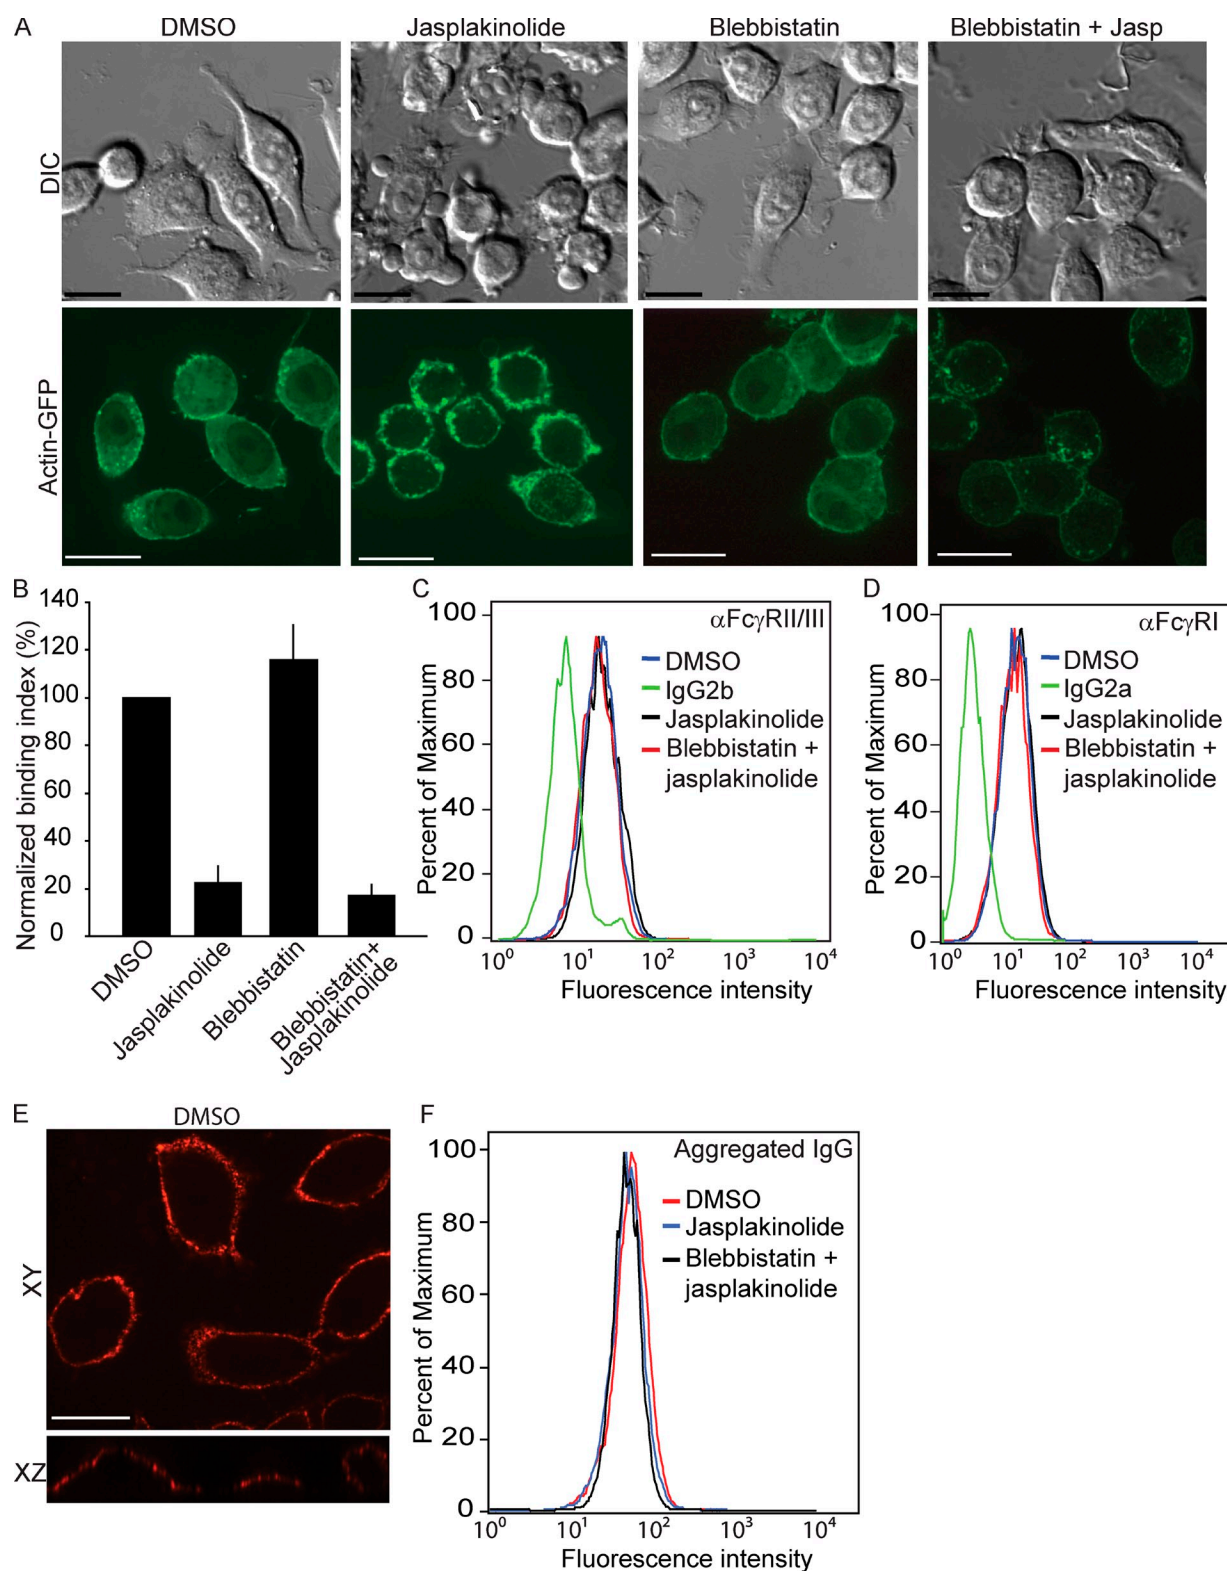 A
DMSO
Jasplakinolide
Blebbistatin
Blebbistatin + Jasp
DIC
Actin-GFP
B
Normalized binding index (%)
140
120
100
80
60
40
20
0
DMSO
Jasplakinolide
Blebbistatin
Blebbistatin+
Jasplakinolide
C
Percent of Maximum
100
80
60
40
20
0
αFcγRII/III
DMSO
IgG2b
Jasplakinolide
Blebbistatin +
jasplakinolide
10⁰ 10¹ 10² 10³ 10⁴
Fluorescence intensity
D
Percent of Maximum
100
80
60
40
20
0
αFcγRI
DMSO
IgG2a
Jasplakinolide
Blebbistatin +
jasplakinolide
10⁰ 10¹ 10² 10³ 10⁴
Fluorescence intensity
E
DMSO
XY
XZ
F
Percent of Maximum
100
80
60
40
20
0
Aggregated IgG
DMSO
Jasplakinolide
Blebbistatin +
jasplakinolide
10⁰ 10¹ 10² 10³ 10⁴
Fluorescence intensity